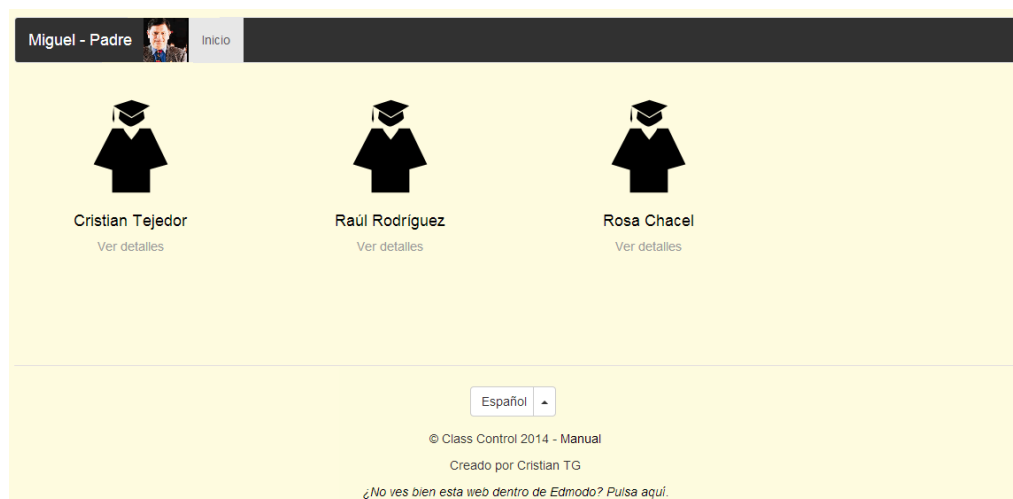 Miguel - Padre Inicio
Cristian Tejedor Raúl Rodríguez Rosa Chacel
Ver detalles Ver detalles Ver detalles
Español
© Class Control 2014 - Manual
Creado por Cristian TG
¿No ves bien esta web dentro de Edmodo? Pulsa aquí.